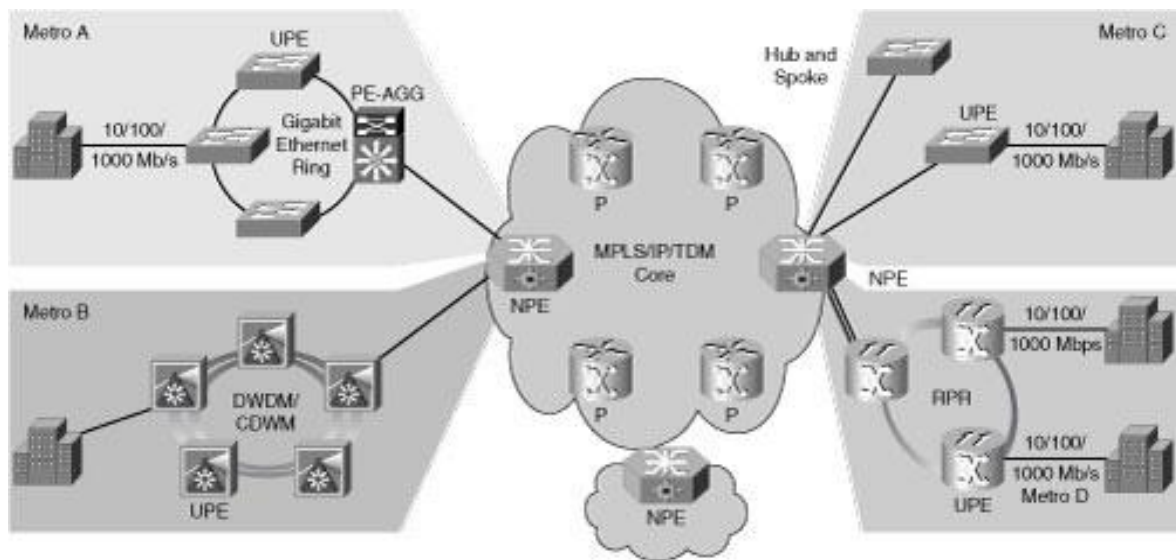 Metro A
UPE
PE-AGG
10/100/
1000 Mb/s
Gigabit
Ethernet
Ring
Metro B
DWDM/
CDWM
UPE
P
P
MPLS/IP/TDM
Core
NPE
NPE
P
P
NPE
Metro C
Hub and
Spoke
UPE
10/100/
1000 Mb/s
10/100/
1000 Mbps
RPR
10/100/
1000 Mb/s
Metro D
UPE